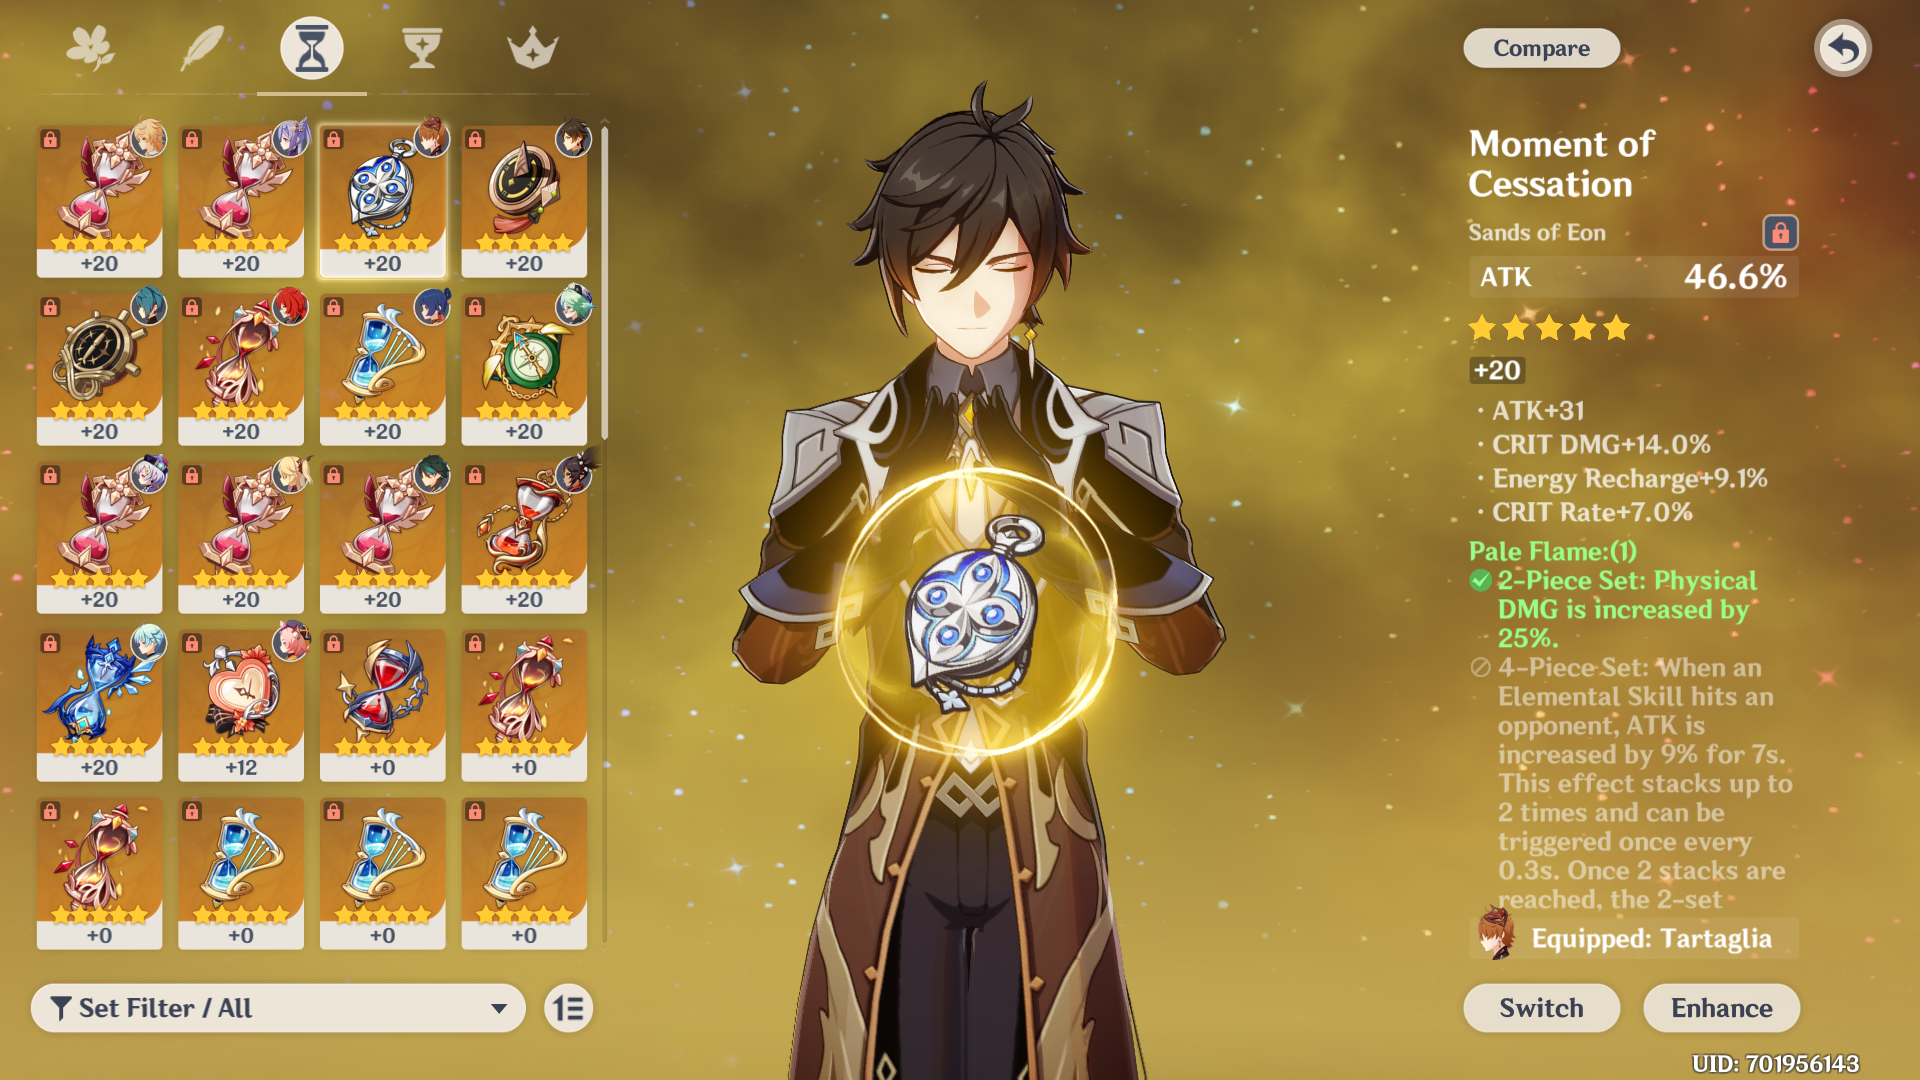 Compare
Moment of
Cessation
Sands of Eon
ATK 46.6%
+20
· ATK+31
· CRIT DMG+14.0%
· Energy Recharge+9.1%
· CRIT Rate+7.0%
Pale Flame:(1)
2-Piece Set: Physical
DMG is increased by
25%.
4-Piece Set: When an
Elemental Skill hits an
opponent, ATK is
increased by 9% for 7s.
This effect stacks up to
2 times and can be
triggered once every
0.3s. Once 2 stacks are
reached, the 2-set
Equipped: Tartaglia
Switch
Enhance
+20 +20 +20 +20
+20 +20 +20 +20
+20 +20 +20 +20
+20 +12 +0 +0
+0 +0 +0 +0
Set Filter / All
UID: 701956143